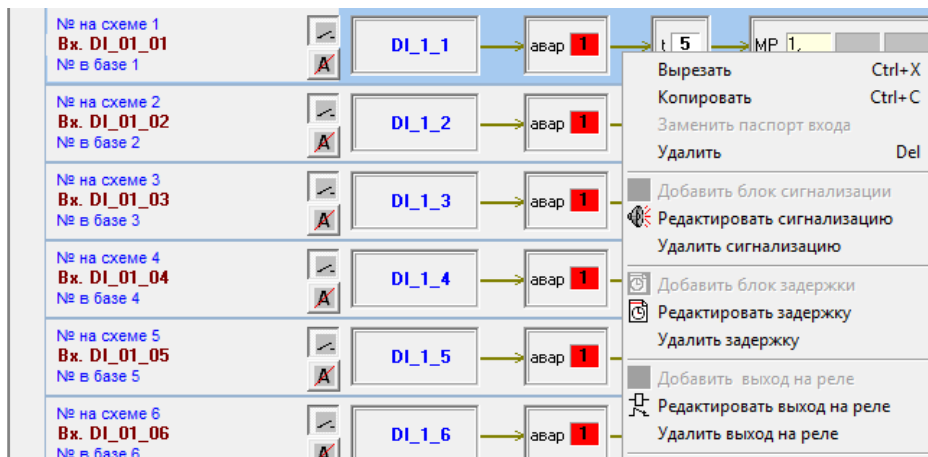 № на схеме 1
Вх. DI_01_01
№ в базе 1
A
DI_1_1
авар 1
t 5
МР 1,
№ на схеме 2
Вх. DI_01_02
№ в базе 2
A
DI_1_2
авар 1
№ на схеме 3
Вх. DI_01_03
№ в базе 3
A
DI_1_3
авар 1
№ на схеме 4
Вх. DI_01_04
№ в базе 4
A
DI_1_4
авар 1
№ на схеме 5
Вх. DI_01_05
№ в базе 5
A
DI_1_5
авар 1
№ на схеме 6
Вх. DI_01_06
№ в базе 6
A
DI_1_6
авар 1
Вырезать Ctrl+X
Копировать Ctrl+C
Заменить паспорт входа
Удалить Del
Добавить блок сигнализации
Редактировать сигнализацию
Удалить сигнализацию
Добавить блок задержки
Редактировать задержку
Удалить задержку
Добавить выход на реле
Редактировать выход на реле
Удалить выход на реле